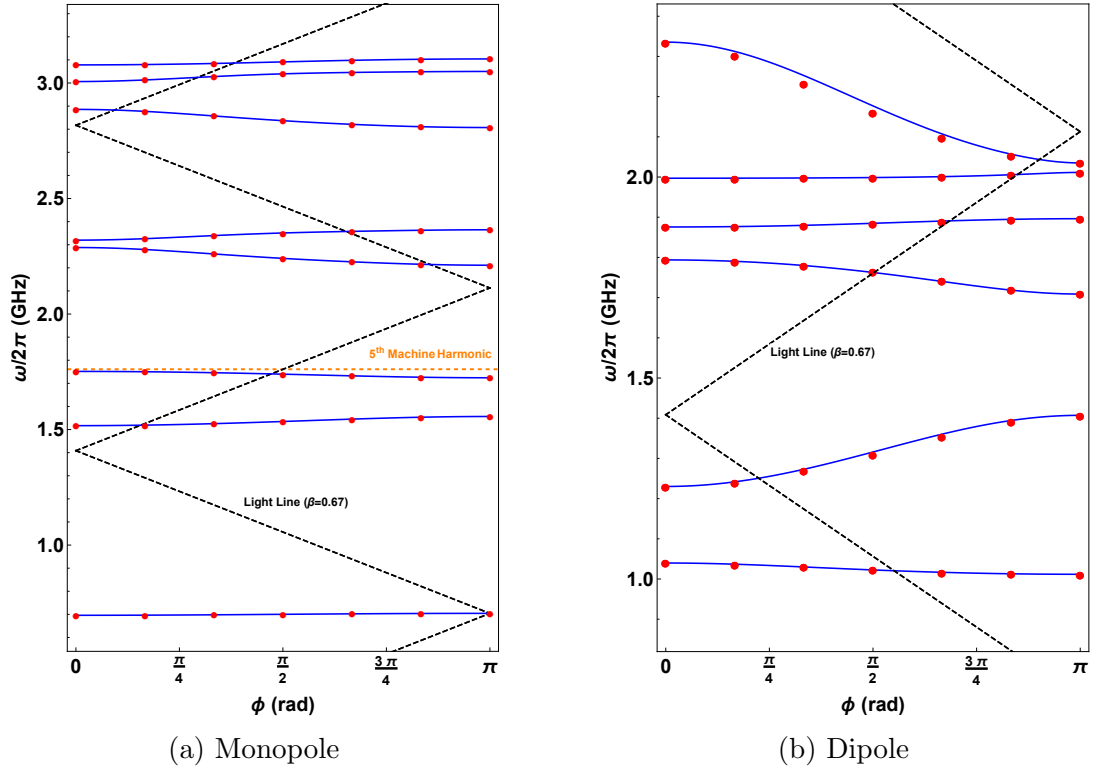 3.0
2.5
2.0
1.5
1.0
ω/2π (GHz)
5th Machine Harmonic
Light Line (β=0.67)
0
π/4
π/2
3 π/4
π
ϕ (rad)
(a) Monopole
2.0
1.5
1.0
ω/2π (GHz)
Light Line (β=0.67)
0
π/4
π/2
3 π/4
π
ϕ (rad)
(b) Dipole